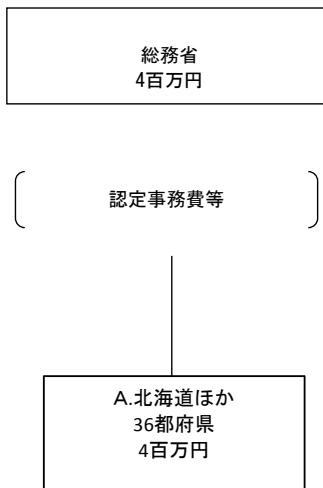 総務省
4百万円
認定事務費等
A.北海道ほか
36都府県
4百万円